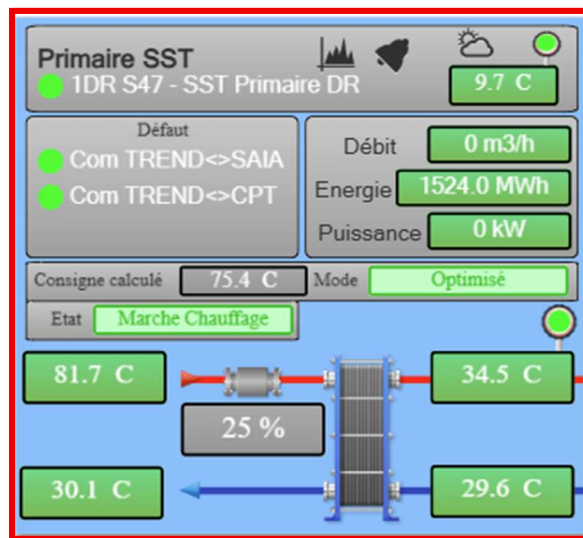 Primaire SST
1DR S47 - SST Primaire DR
9.7 C
Défaut
Com TREND<>SAIA
Com TREND<>CPT
Débit 0 m3/h
Energie 1524.0 MWh
Puissance 0 kW
Consigne calculé 75.4 C Mode Optimisé
Etat Marche Chauffage
81.7 C 34.5 C
25 %
30.1 C 29.6 C